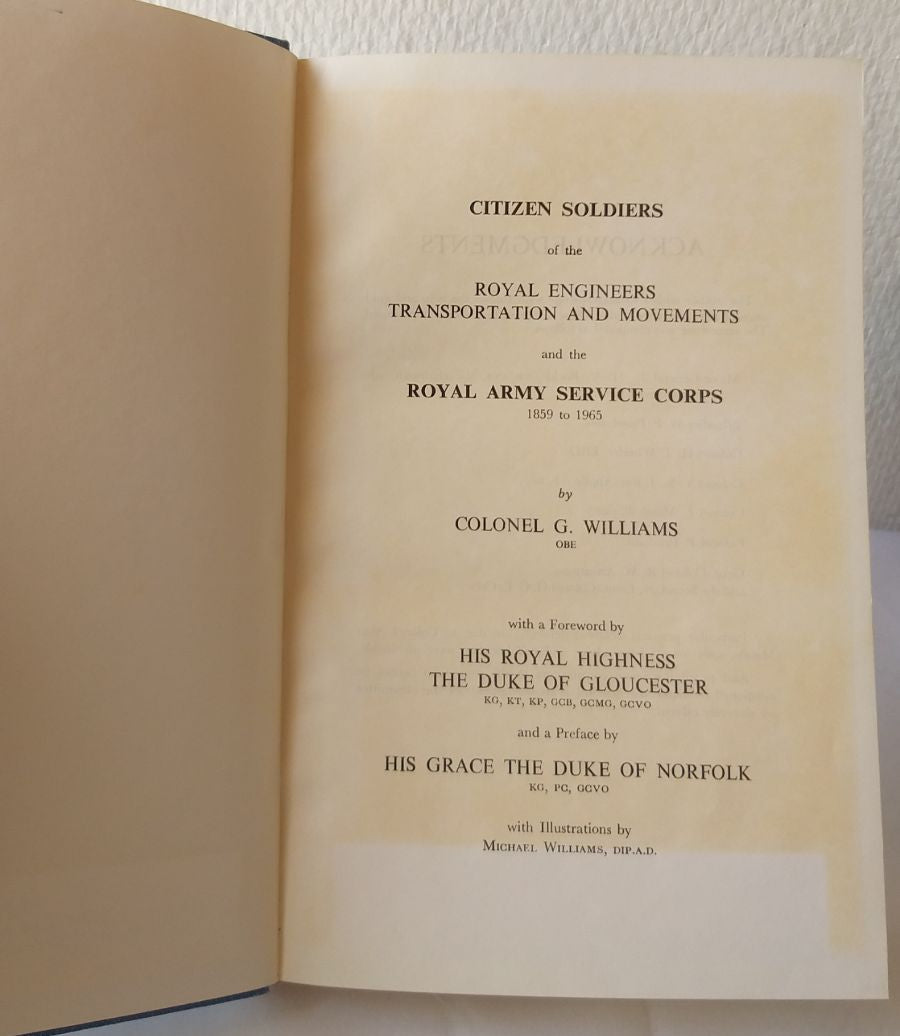 CITIZEN SOLDIERS
of the
ROYAL ENGINEERS
TRANSPORTATION AND MOVEMENTS
and the
ROYAL ARMY SERVICE CORPS
1859 to 1965
by
COLONEL G. WILLIAMS
OBE
with a Foreword by
HIS ROYAL HIGHNESS
THE DUKE OF GLOUCESTER
KG, KT, KP, GCB, GCMG, GCVO
and a Preface by
HIS GRACE THE DUKE OF NORFOLK
KG, PC, GCVO
with Illustrations by
MICHAEL WILLIAMS, DIP.A.D.
ACKNOWLEDGMENTS